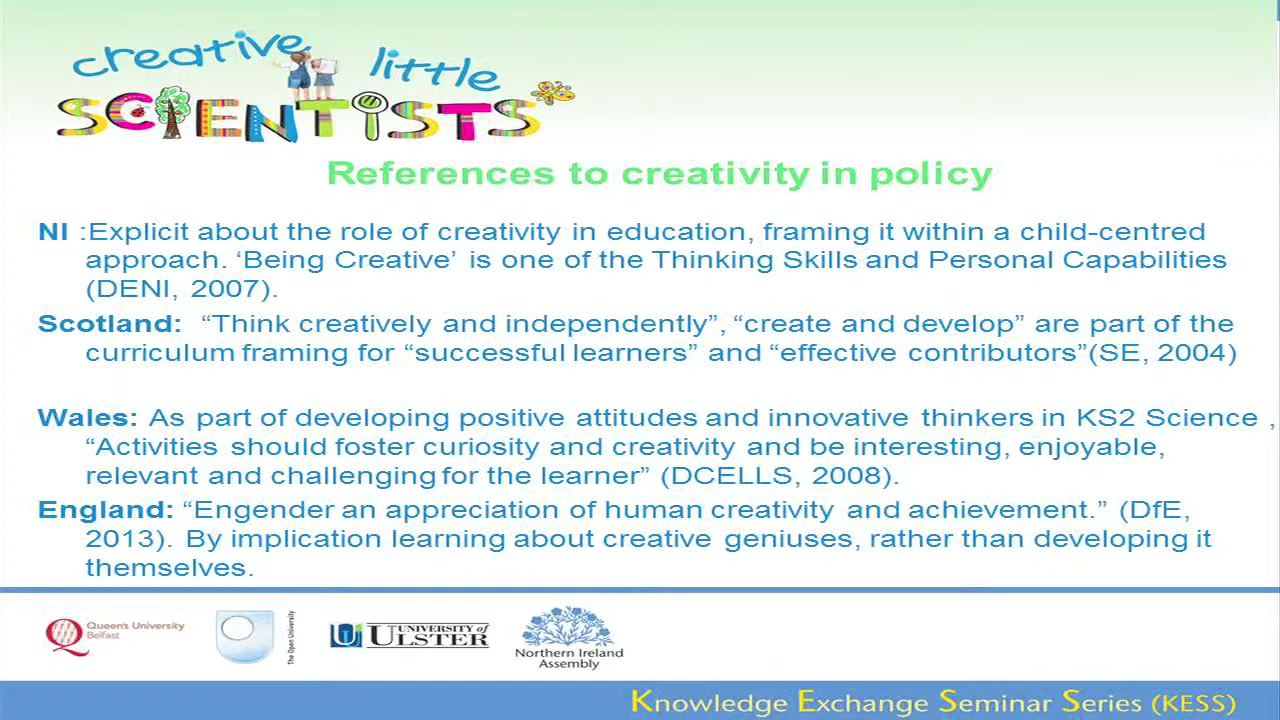 creative little
SCIENTISTS
References to creativity in policy
NI :Explicit about the role of creativity in education, framing it within a child-centred
approach. ‘Being Creative’ is one of the Thinking Skills and Personal Capabilities
(DENI, 2007).
Scotland: “Think creatively and independently”, “create and develop” are part of the
curriculum framing for “successful learners” and “effective contributors”(SE, 2004)
Wales: As part of developing positive attitudes and innovative thinkers in KS2 Science ,
“Activities should foster curiosity and creativity and be interesting, enjoyable,
relevant and challenging for the learner” (DCELLS, 2008).
England: “Engender an appreciation of human creativity and achievement.” (DfE,
2013). By implication learning about creative geniuses, rather than developing it
themselves.
Queen's University
Belfast
The Open University
UNIVERSITY of
ULSTER
Northern Ireland
Assembly
Knowledge Exchange Seminar Series (KESS)